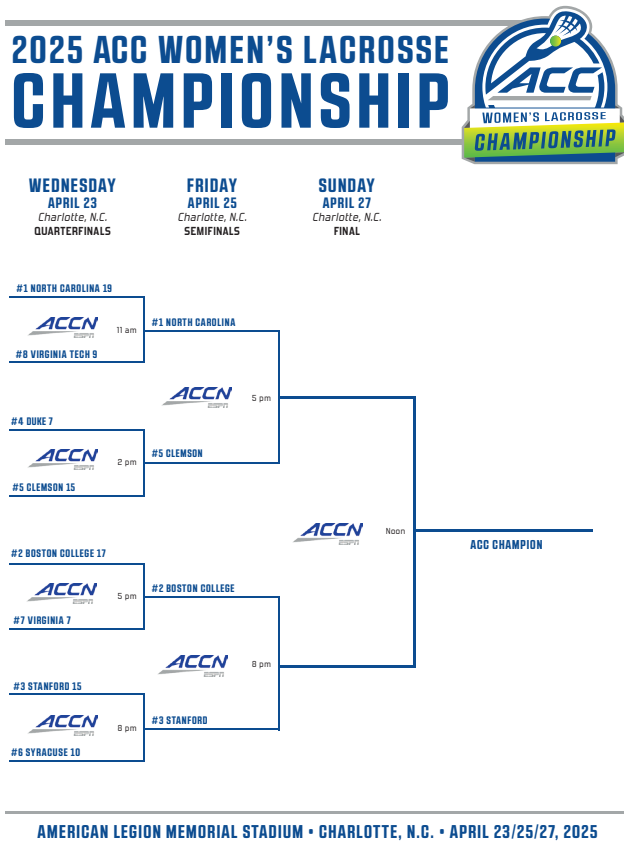 2025 ACC WOMEN'S LACROSSE
CHAMPIONSHIP
ACC
WOMEN'S LACROSSE
CHAMPIONSHIP
WEDNESDAY
APRIL 23
Charlotte, N.C.
QUARTERFINALS
FRIDAY
APRIL 25
Charlotte, N.C.
SEMIFINALS
SUNDAY
APRIL 27
Charlotte, N.C.
FINAL
#1 NORTH CAROLINA 19
ACCN
ESPN
11 am
#8 VIRGINIA TECH 9
#1 NORTH CAROLINA
ACCN
ESPN
5 pm
#4 DUKE 7
ACCN
ESPN
2 pm
#5 CLEMSON 15
#5 CLEMSON
ACCN
ESPN
Noon
ACC CHAMPION
#2 BOSTON COLLEGE 17
ACCN
ESPN
5 pm
#7 VIRGINIA 7
#2 BOSTON COLLEGE
ACCN
ESPN
8 pm
#3 STANFORD 15
ACCN
ESPN
8 pm
#6 SYRACUSE 10
#3 STANFORD
AMERICAN LEGION MEMORIAL STADIUM • CHARLOTTE, N.C. • APRIL 23/25/27, 2025